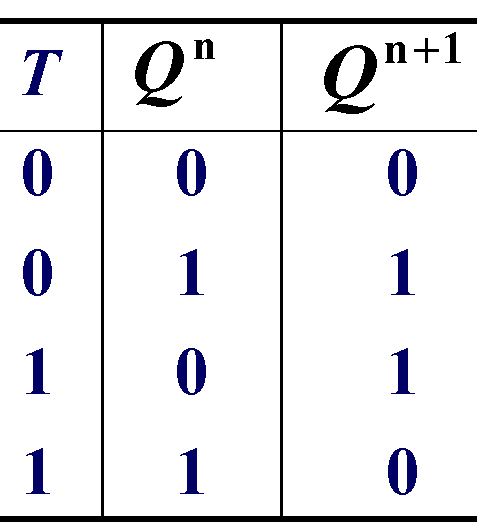 T Qⁿ Qⁿ⁺¹
0 0 0
0 1 1
1 0 1
1 1 0